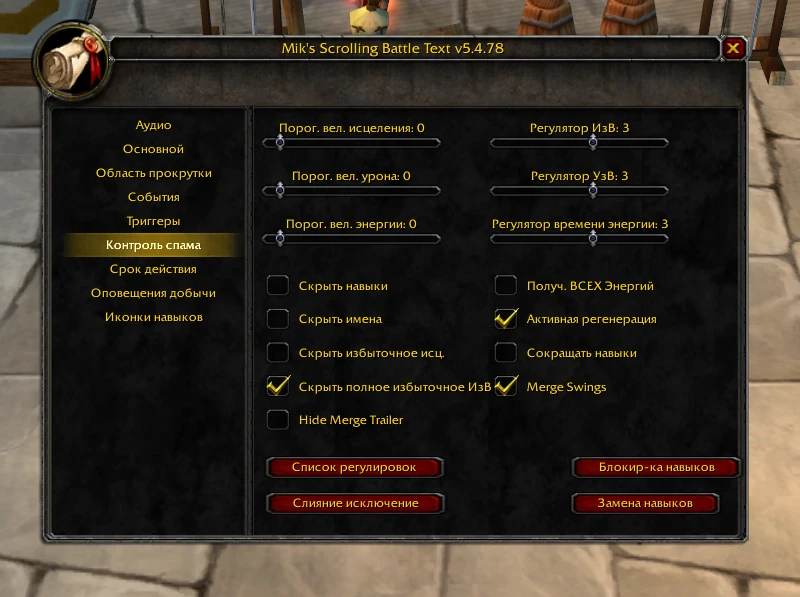 Mik's Scrolling Battle Text v5.4.78
Аудио
Основной
Область прокрутки
События
Триггеры
Контроль спама
Срок действия
Оповещения добычи
Иконки навыков
Порог. вел. исцеления: 0
Регулятор ИзВ: 3
Порог. вел. урона: 0
Регулятор УзВ: 3
Порог. вел. энергии: 0
Регулятор времени энергии: 3
Скрыть навыки
Получ. ВСЕХ Энергий
Скрыть имена
Активная регенерация
Скрыть избыточное исц.
Сокращать навыки
Скрыть полное избыточное ИзВ
Merge Swings
Hide Merge Trailer
Список регулировок
Блокир-ка навыков
Слияние исключение
Замена навыков